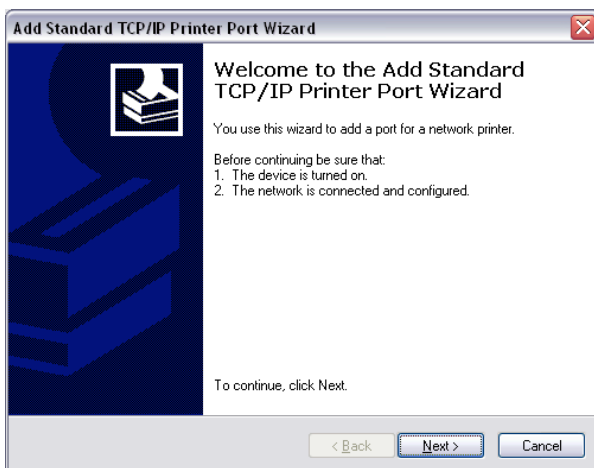 Add Standard TCP/IP Printer Port Wizard
Welcome to the Add Standard
TCP/IP Printer Port Wizard
You use this wizard to add a port for a network printer.
Before continuing be sure that:
1. The device is turned on.
2. The network is connected and configured.
To continue, click Next.
< Back Next > Cancel